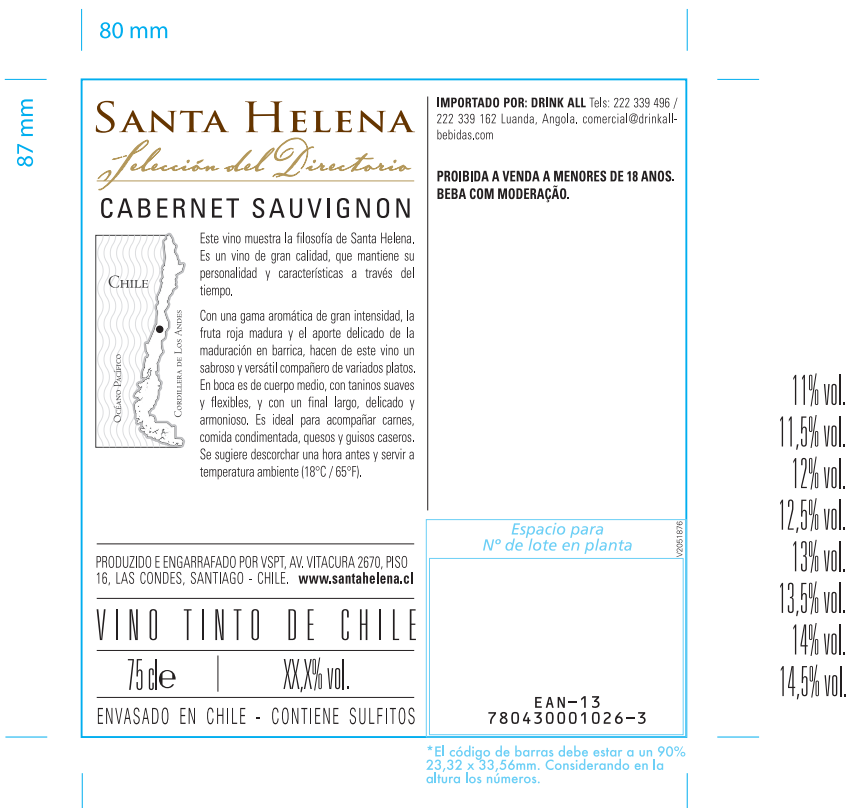 80 mm
87 mm
SANTA HELENA
Selección del Directorio
CABERNET SAUVIGNON
CHILE
OCÉANO PACÍFICO
CORDILLERA DE LOS ANDES
Este vino muestra la filosofía de Santa Helena.
Es un vino de gran calidad, que mantiene su
personalidad y características a través del
tiempo.
Con una gama aromática de gran intensidad, la
fruta roja madura y el aporte delicado de la
maduración en barrica, hacen de este vino un
sabroso y versátil compañero de variados platos.
En boca es de cuerpo medio, con taninos suaves
y flexibles, y con un final largo, delicado y
armonioso. Es ideal para acompañar carnes,
comida condimentada, quesos y guisos caseros.
Se sugiere descorchar una hora antes y servir a
temperatura ambiente (18°C / 65°F).
PRODUZIDO E ENGARRAFADO POR VSPT, AV. VITACURA 2670, PISO
16, LAS CONDES, SANTIAGO - CHILE. www.santahelena.cl
VINO TINTO DE CHILE
75 cl e
XX,X% vol.
ENVASADO EN CHILE - CONTIENE SULFITOS
IMPORTADO POR: DRINK ALL Tels: 222 339 496 /
222 339 162 Luanda, Angola. comercial@drinkall-
bebidas.com
PROIBIDA A VENDA A MENORES DE 18 ANOS.
BEBA COM MODERAÇÃO.
Espacio para
Nº de lote en planta
V2051876
EAN-13
780430001026-3
*El código de barras debe estar a un 90%
23,32 x 33,56mm. Considerando en la
altura los números.
11% vol.
11,5% vol.
12% vol.
12,5% vol.
13% vol.
13,5% vol.
14% vol.
14,5% vol.